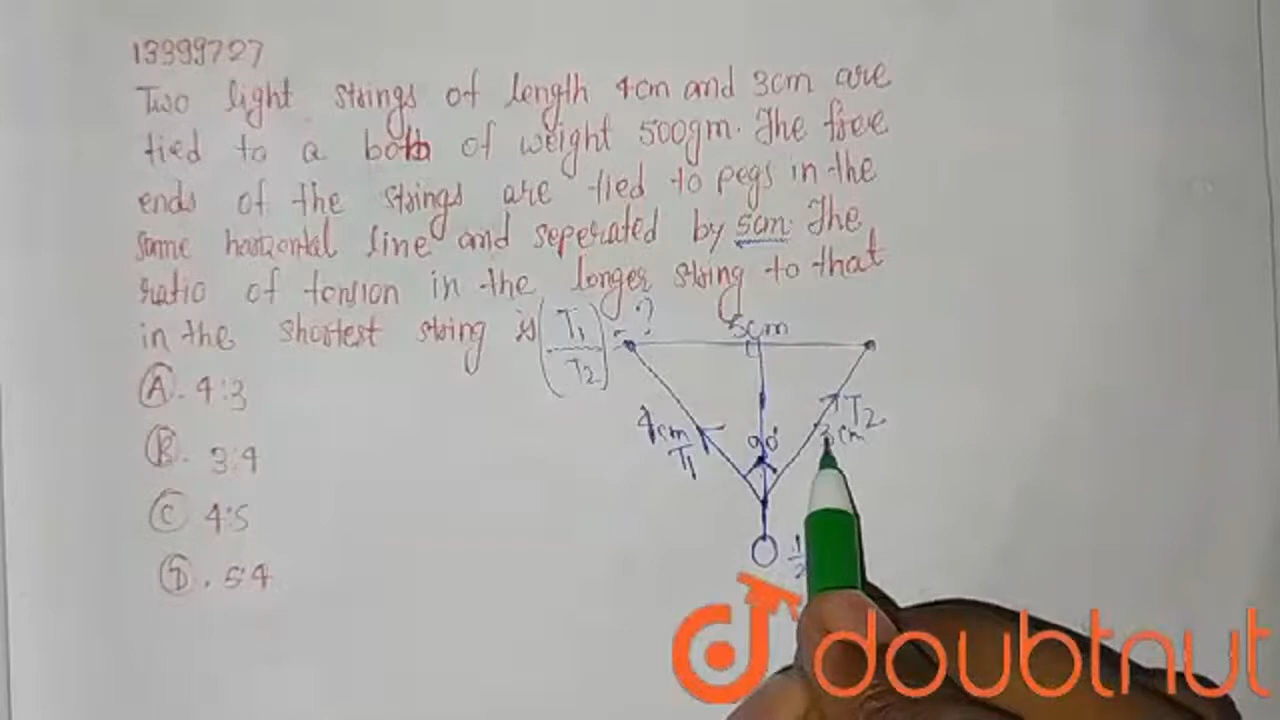 13999727
Two light strings of length 4cm and 3cm are
tied to a bob of weight 500gm. The free
ends of the strings are tied to pegs in the
same horizontal line and seperated by 5cm. The
ratio of tension in the longer string to that
in the shortest string is (T1/T2) = ?
A. 4:3
B. 3:4
C 4:5
D. 5:4
5cm
4cm
T1
90°
T2
3cm
1/2
doubtnut